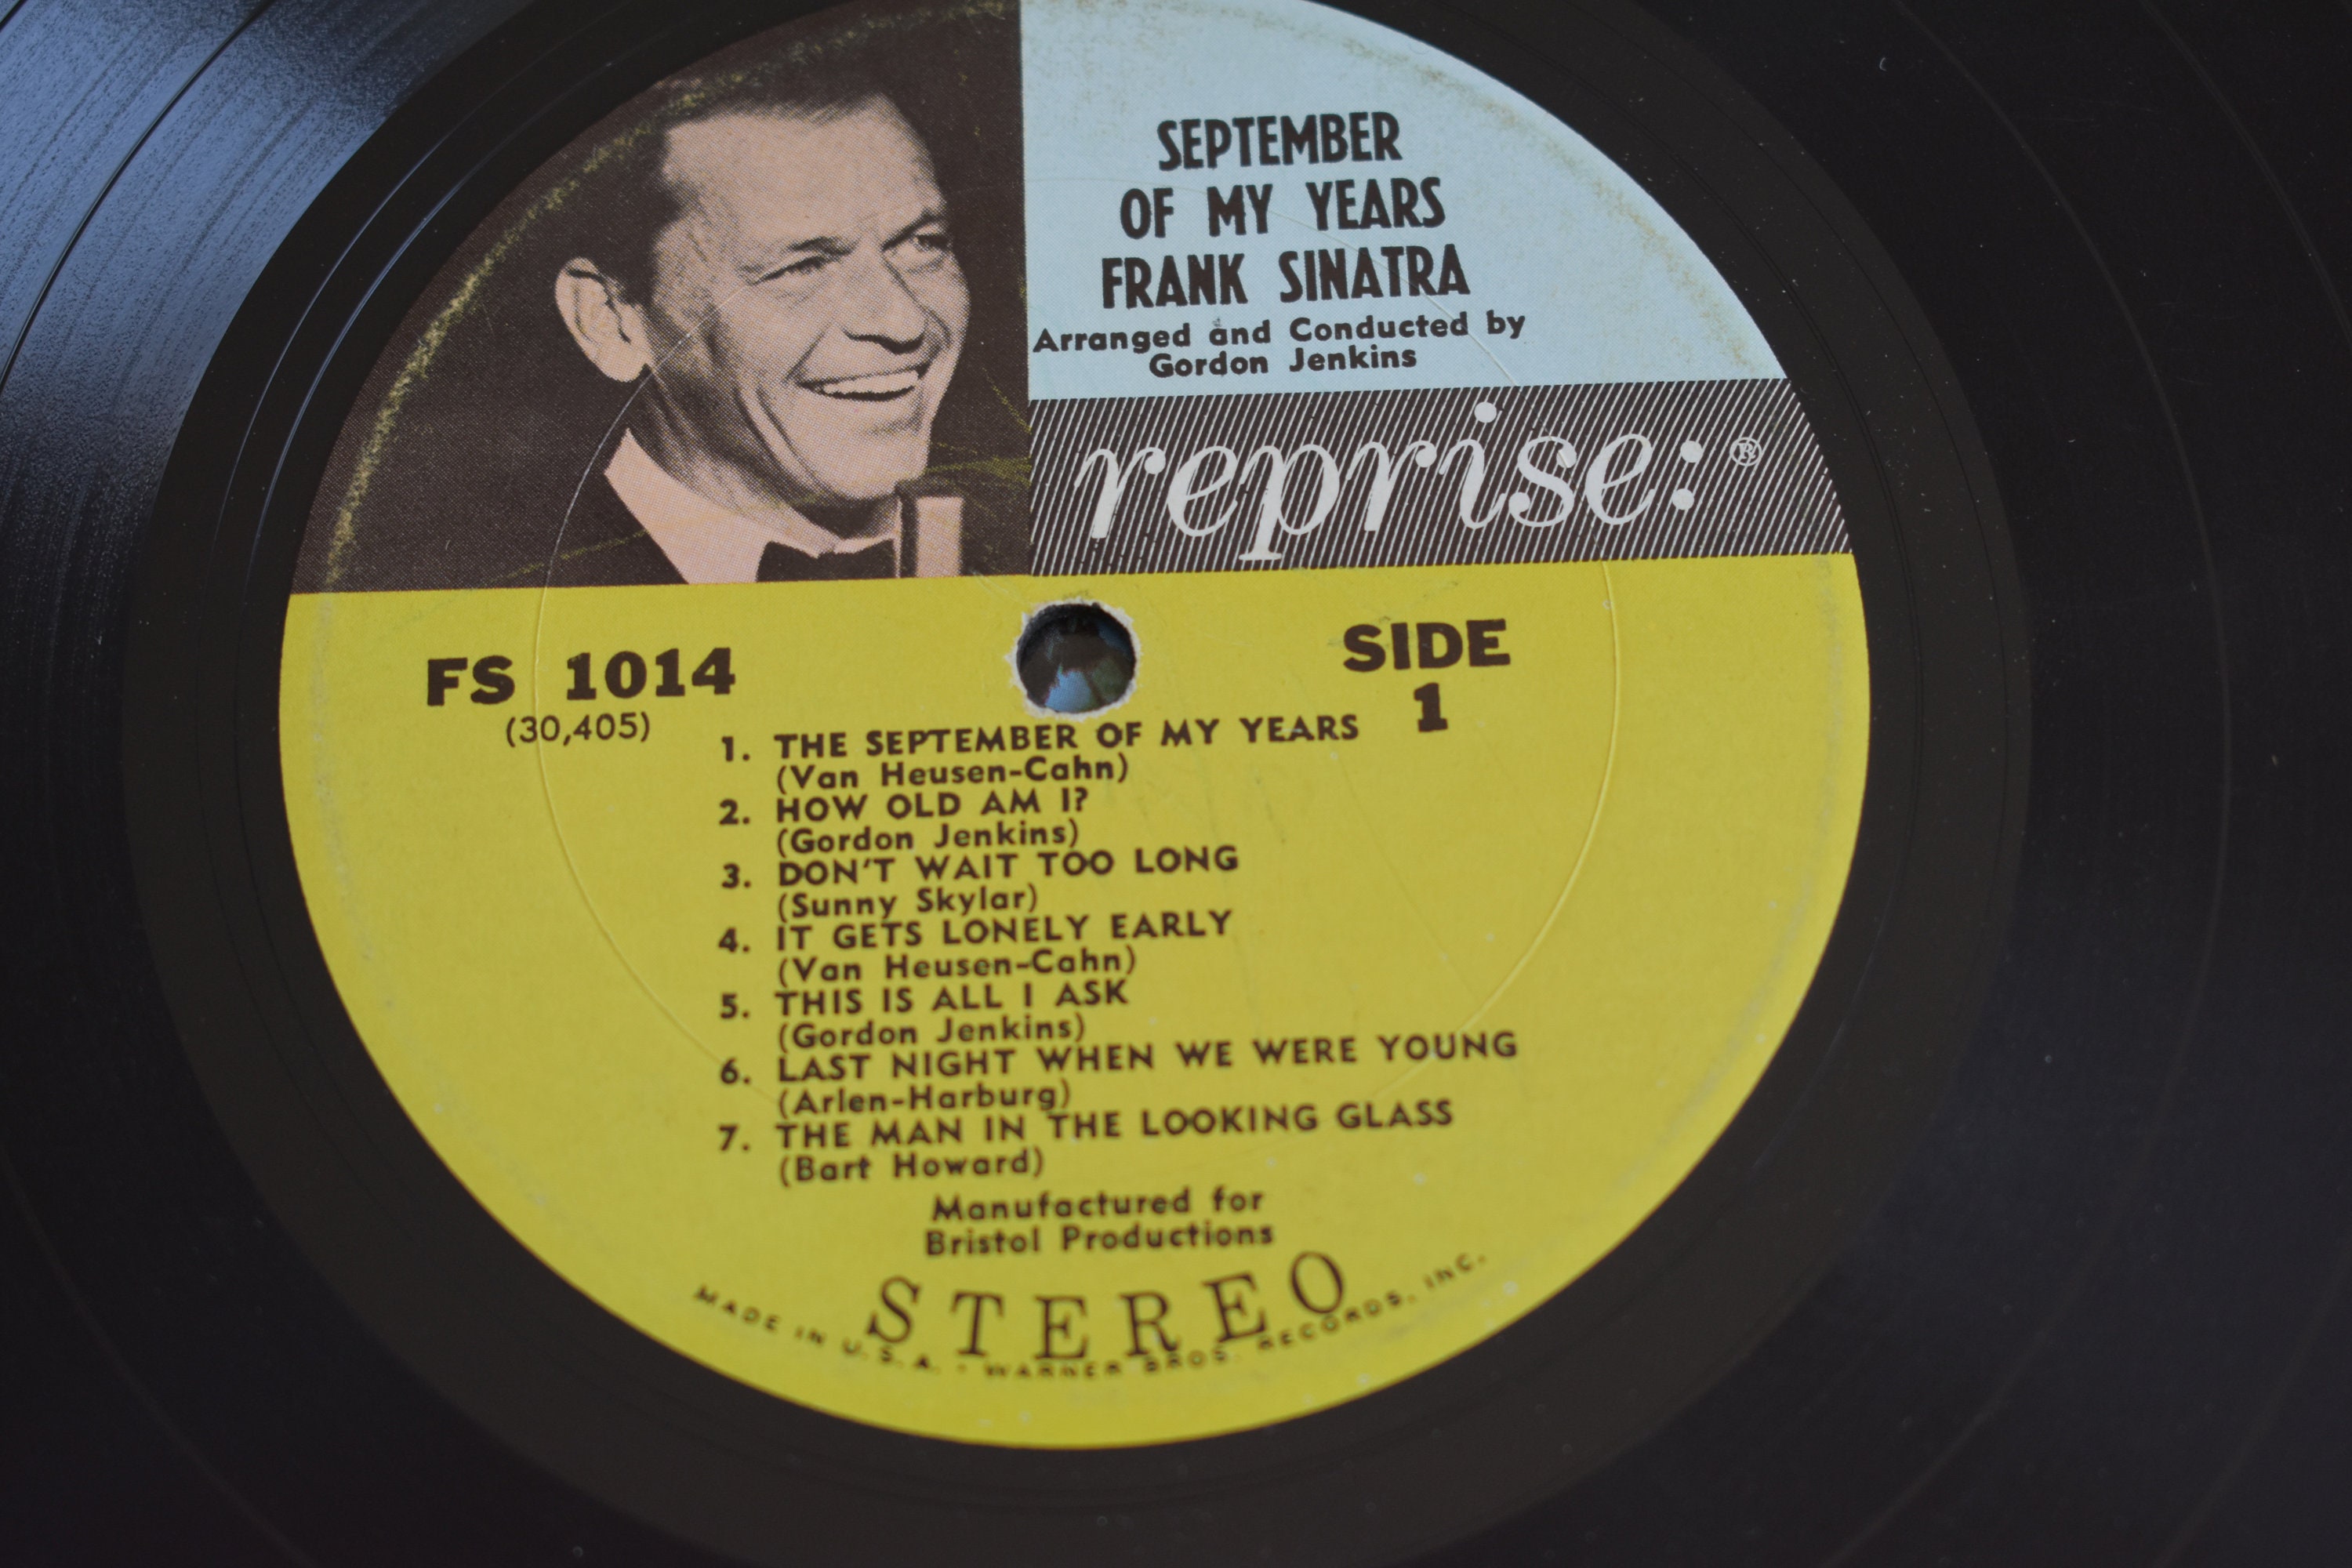 SEPTEMBER
OF MY YEARS
FRANK SINATRA
Arranged and Conducted by
Gordon Jenkins
reprise:®
FS 1014
(30,405)
SIDE
1
1. THE SEPTEMBER OF MY YEARS
(Van Heusen-Cahn)
2. HOW OLD AM I?
(Gordon Jenkins)
3. DON'T WAIT TOO LONG
(Sunny Skylar)
4. IT GETS LONELY EARLY
(Van Heusen-Cahn)
5. THIS IS ALL I ASK
(Gordon Jenkins)
6. LAST NIGHT WHEN WE WERE YOUNG
(Arlen-Harburg)
7. THE MAN IN THE LOOKING GLASS
(Bart Howard)
Manufactured for
Bristol Productions
STEREO
MADE IN U.S.A. • WARNER BROS. RECORDS, INC.